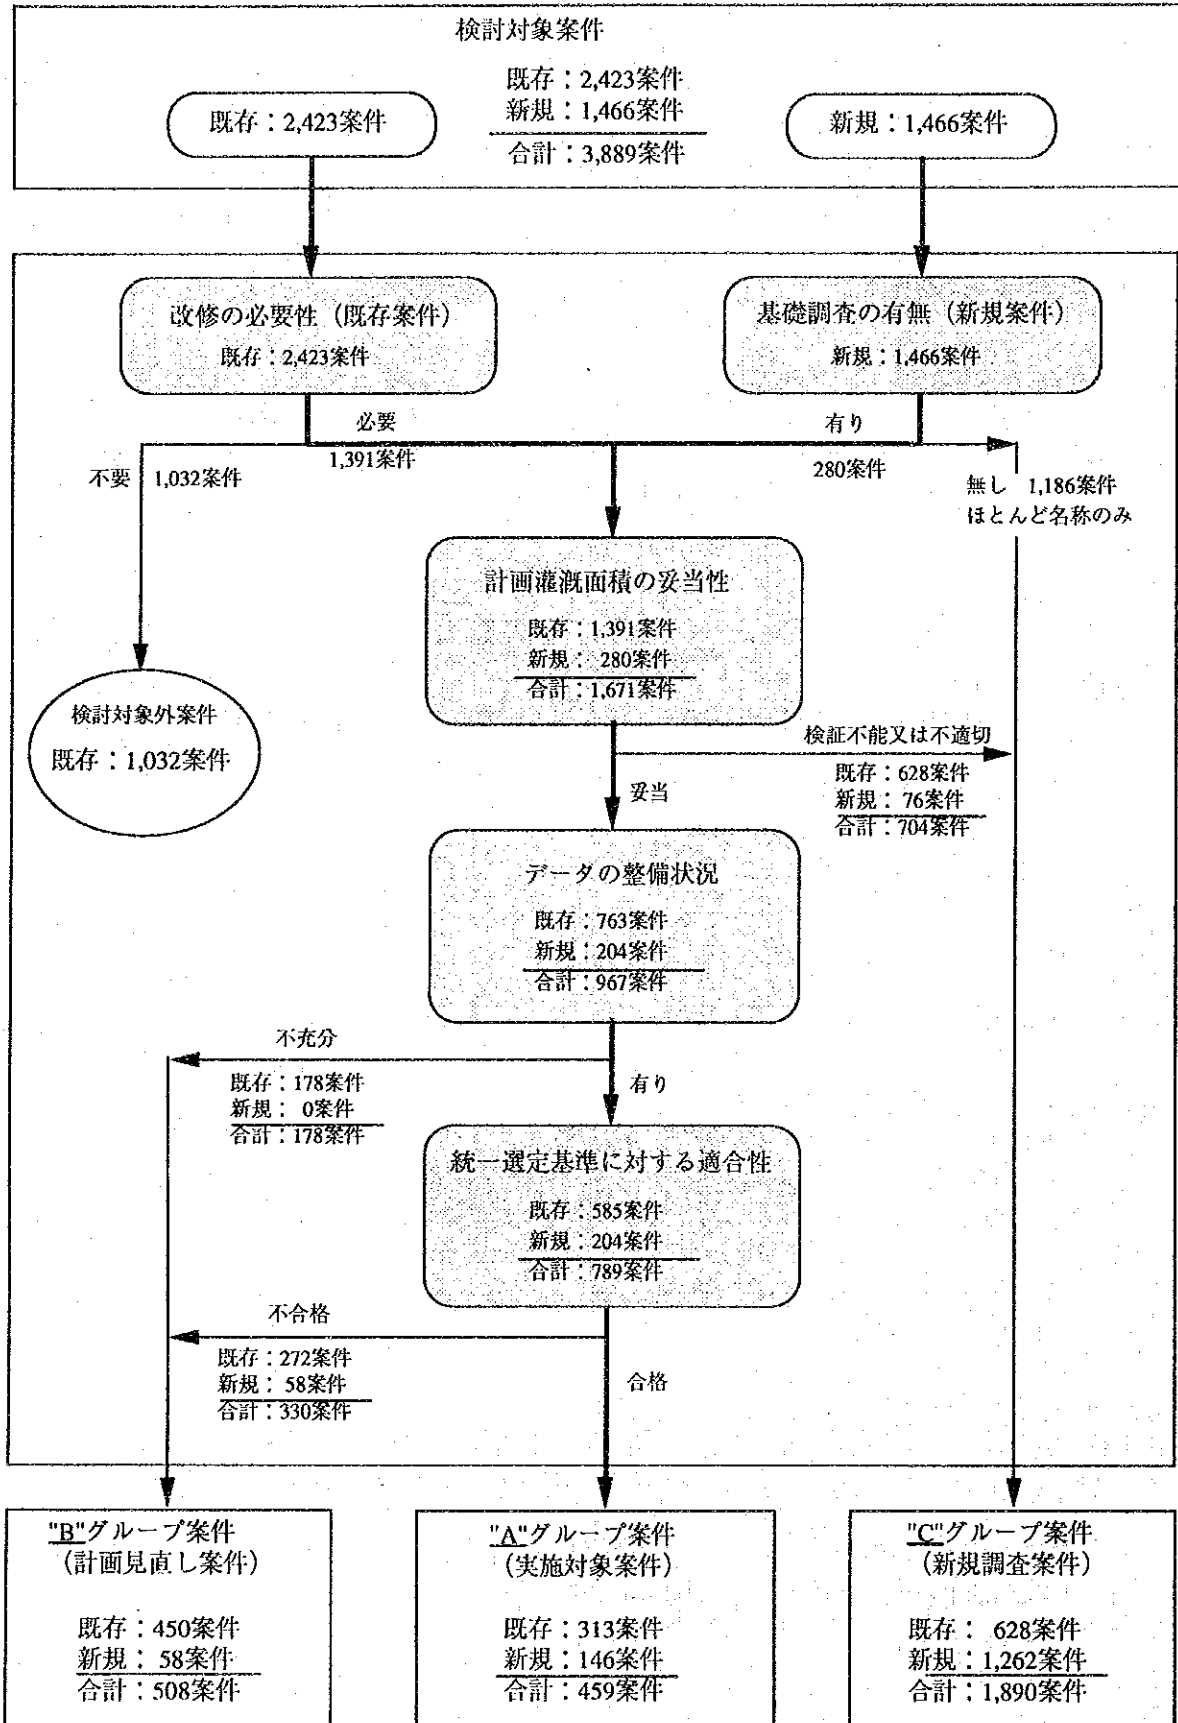 検討対象案件
既存：2,423案件
新規：1,466案件
合計：3,889案件
既存：2,423案件
新規：1,466案件
改修の必要性（既存案件）
既存：2,423案件
基礎調査の有無（新規案件）
新規：1,466案件
必要
1,391案件
有り
280案件
不要
1,032案件
無し 1,186案件
ほとんど名称のみ
計画灌漑面積の妥当性
既存：1,391案件
新規： 280案件
合計：1,671案件
検討対象外案件
既存：1,032案件
検証不能又は不適切
既存：628案件
新規： 76案件
合計：704案件
妥当
データの整備状況
既存：763案件
新規：204案件
合計：967案件
不充分
既存：178案件
新規： 0案件
合計：178案件
有り
統一選定基準に対する適合性
既存：585案件
新規：204案件
合計：789案件
不合格
既存：272案件
新規： 58案件
合計：330案件
合格
"B"グループ案件
（計画見直し案件）
既存：450案件
新規： 58案件
合計：508案件
"A"グループ案件
（実施対象案件）
既存：313案件
新規：146案件
合計：459案件
"C"グループ案件
（新規調査案件）
既存： 628案件
新規：1,262案件
合計：1,890案件